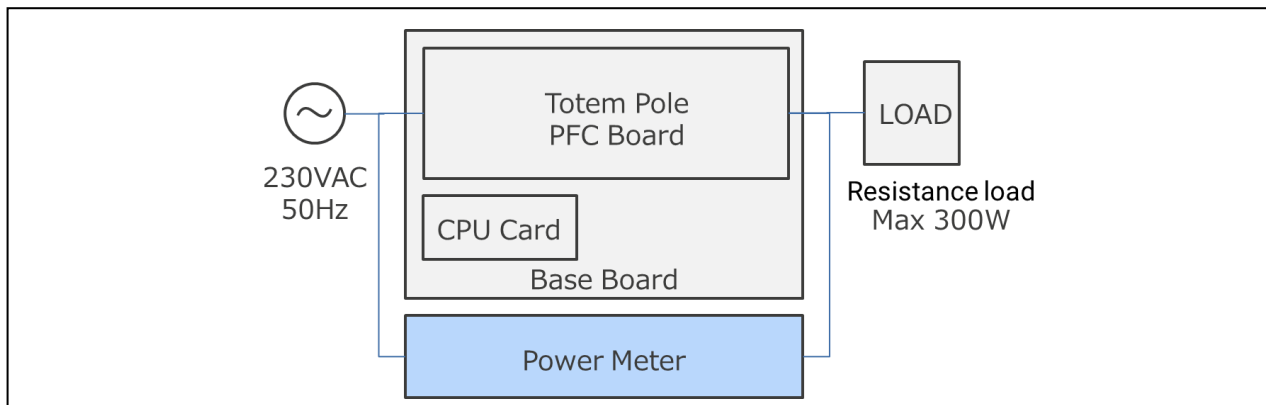 Totem Pole
PFC Board
LOAD
230VAC
50Hz
Resistance load
Max 300W
CPU Card
Base Board
Power Meter